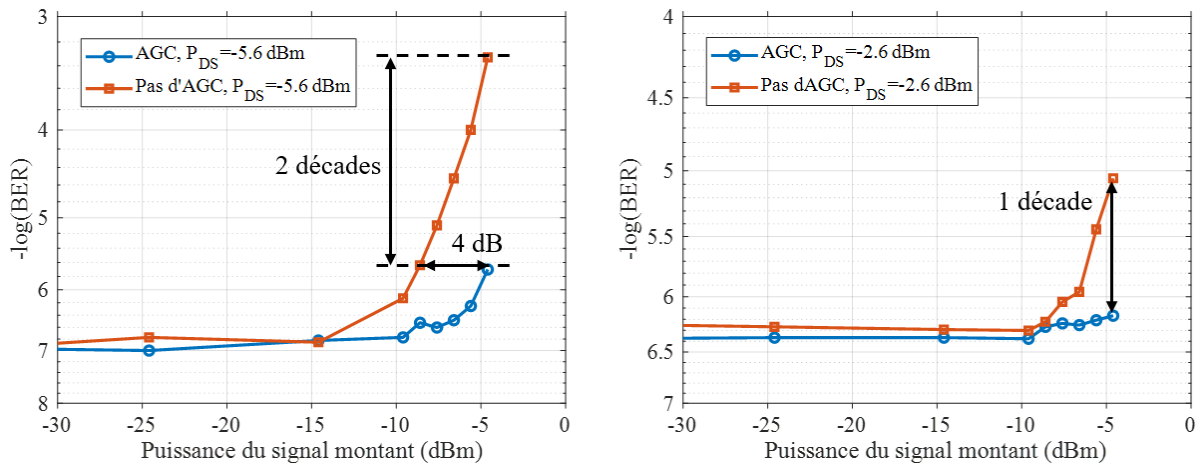 3
4
5
6
7
8
-log(BER)
AGC, P_DS=-5.6 dBm
Pas d'AGC, P_DS=-5.6 dBm
2 décades
4 dB
-30
-25
-20
-15
-10
-5
0
Puissance du signal montant (dBm)
4
4.5
5
5.5
6
6.5
7
-log(BER)
AGC, P_DS=-2.6 dBm
Pas dAGC, P_DS=-2.6 dBm
1 décade
-30
-25
-20
-15
-10
-5
0
Puissance du signal montant (dBm)